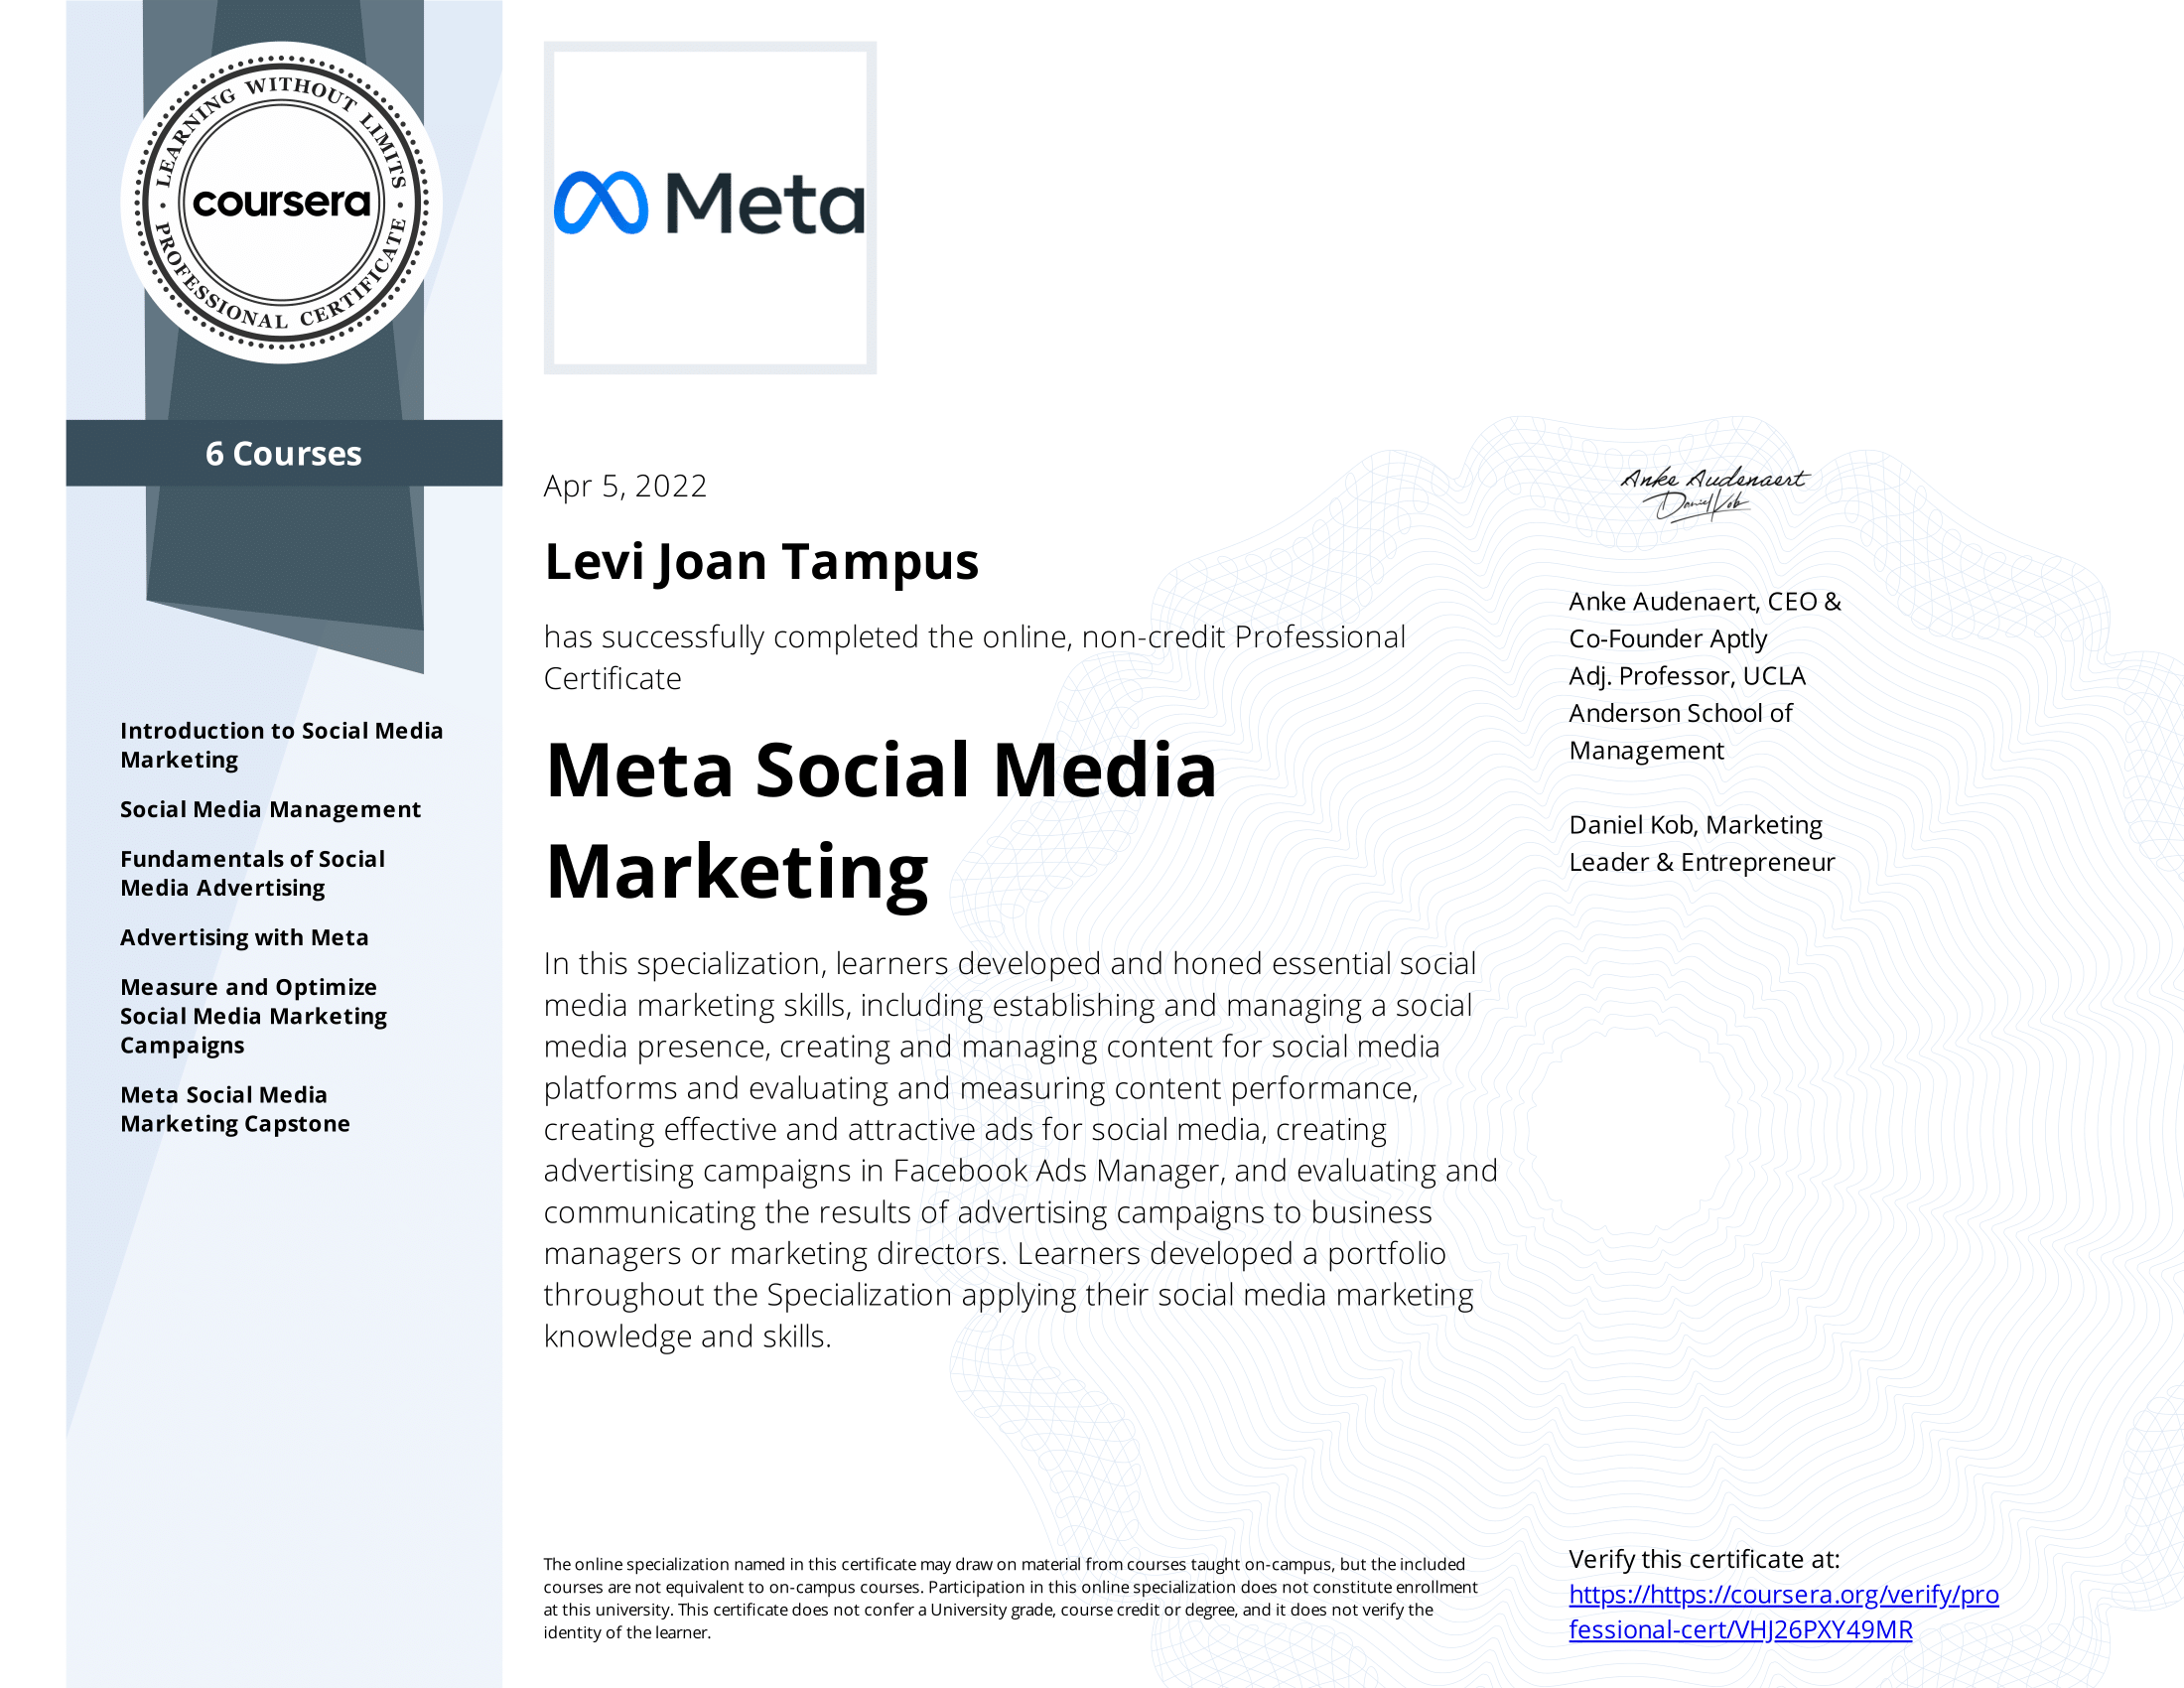 LEARNING WITHOUT LIMITS
coursera
PROFESSIONAL CERTIFICATE
6 Courses
Introduction to Social Media
Marketing
Social Media Management
Fundamentals of Social
Media Advertising
Advertising with Meta
Measure and Optimize
Social Media Marketing
Campaigns
Meta Social Media
Marketing Capstone
Meta
Apr 5, 2022
Levi Joan Tampus
has successfully completed the online, non-credit Professional
Certificate
Meta Social Media
Marketing
In this specialization, learners developed and honed essential social
media marketing skills, including establishing and managing a social
media presence, creating and managing content for social media
platforms and evaluating and measuring content performance,
creating effective and attractive ads for social media, creating
advertising campaigns in Facebook Ads Manager, and evaluating and
communicating the results of advertising campaigns to business
managers or marketing directors. Learners developed a portfolio
throughout the Specialization applying their social media marketing
knowledge and skills.
Anke Audenaert
Daniel Kob
Anke Audenaert, CEO &
Co-Founder Aptly
Adj. Professor, UCLA
Anderson School of
Management
Daniel Kob, Marketing
Leader & Entrepreneur
The online specialization named in this certificate may draw on material from courses taught on-campus, but the included
courses are not equivalent to on-campus courses. Participation in this online specialization does not constitute enrollment
at this university. This certificate does not confer a University grade, course credit or degree, and it does not verify the
identity of the learner.
Verify this certificate at:
https://https://coursera.org/verify/pro
fessional-cert/VHJ26PXY49MR